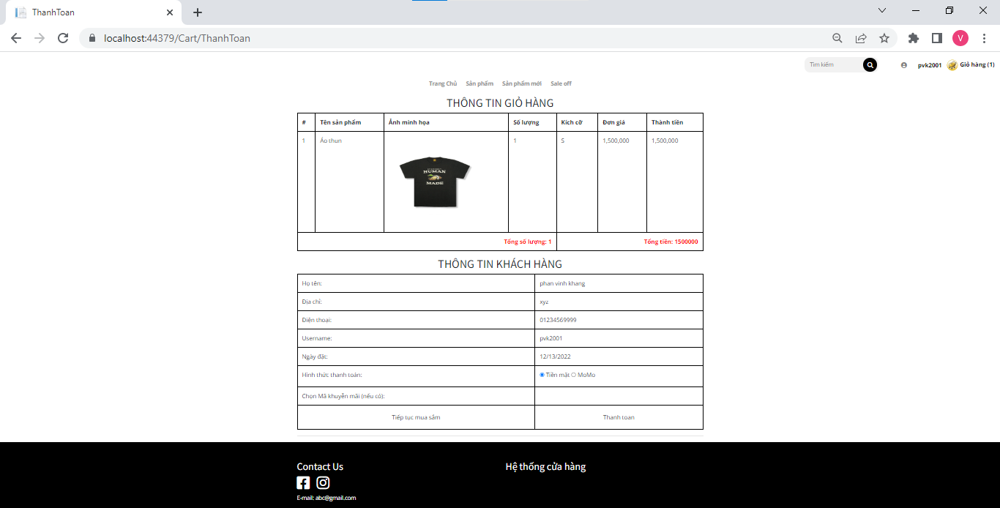 ThanhToan
localhost:44379/Cart/ThanhToan
V
Tìm kiếm
pvk2001
Giỏ hàng (1)
Trang Chủ Sản phẩm Sản phẩm mới Sale off
THÔNG TIN GIỎ HÀNG
# Tên sản phẩm Ảnh minh họa Số lượng Kích cỡ Đơn giá Thành tiền
1 Áo thun 1 S 1,500,000 1,500,000
HUMAN
MADE
Tổng số lượng: 1 Tổng tiền: 1500000
THÔNG TIN KHÁCH HÀNG
Họ tên: phan vinh khang
Địa chỉ: xyz
Điện thoại: 01234569999
Username: pvk2001
Ngày đặt: 12/13/2022
Hình thức thanh toán: Tiền mặt MoMo
Chọn Mã khuyễn mãi (nếu có):
Tiếp tục mua sắm Thanh toan
Contact Us Hệ thống cửa hàng
E-mail: abc@gmail.com